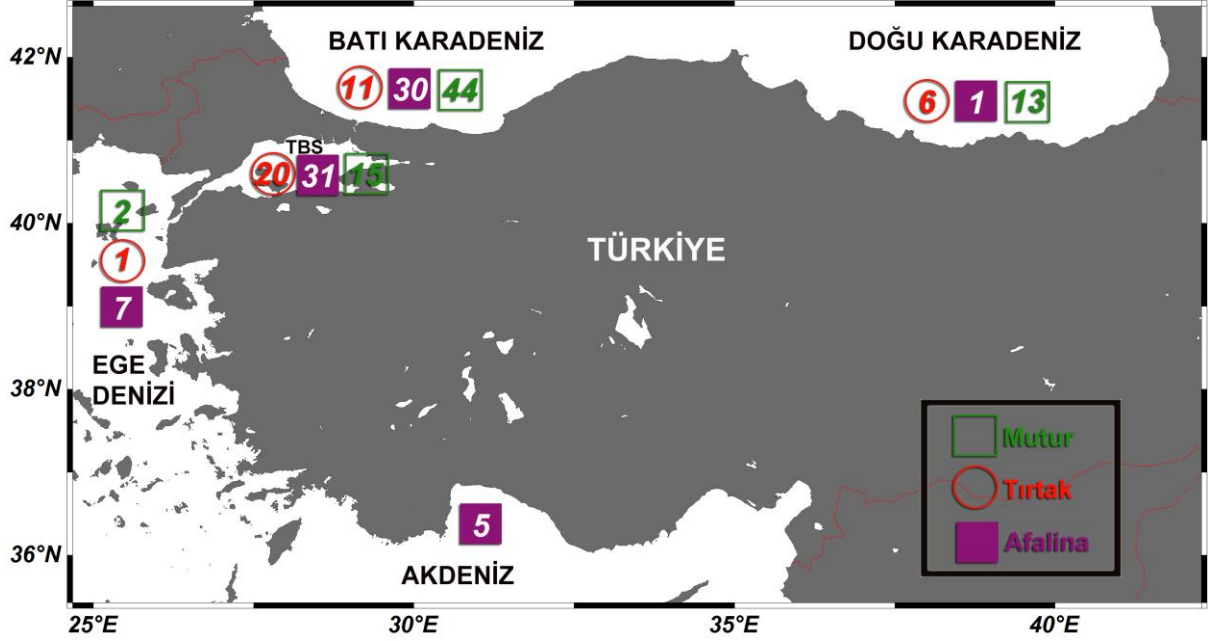 BATI KARADENİZ
DOĞU KARADENİZ
42°N
11 30 44
6 1 13
TBS
20 31 15
2
40°N
1
TÜRKİYE
7
EGE
DENİZİ
38°N
Mutur
Tırtak
Afalina
5
36°N
AKDENİZ
25°E 30°E 35°E 40°E